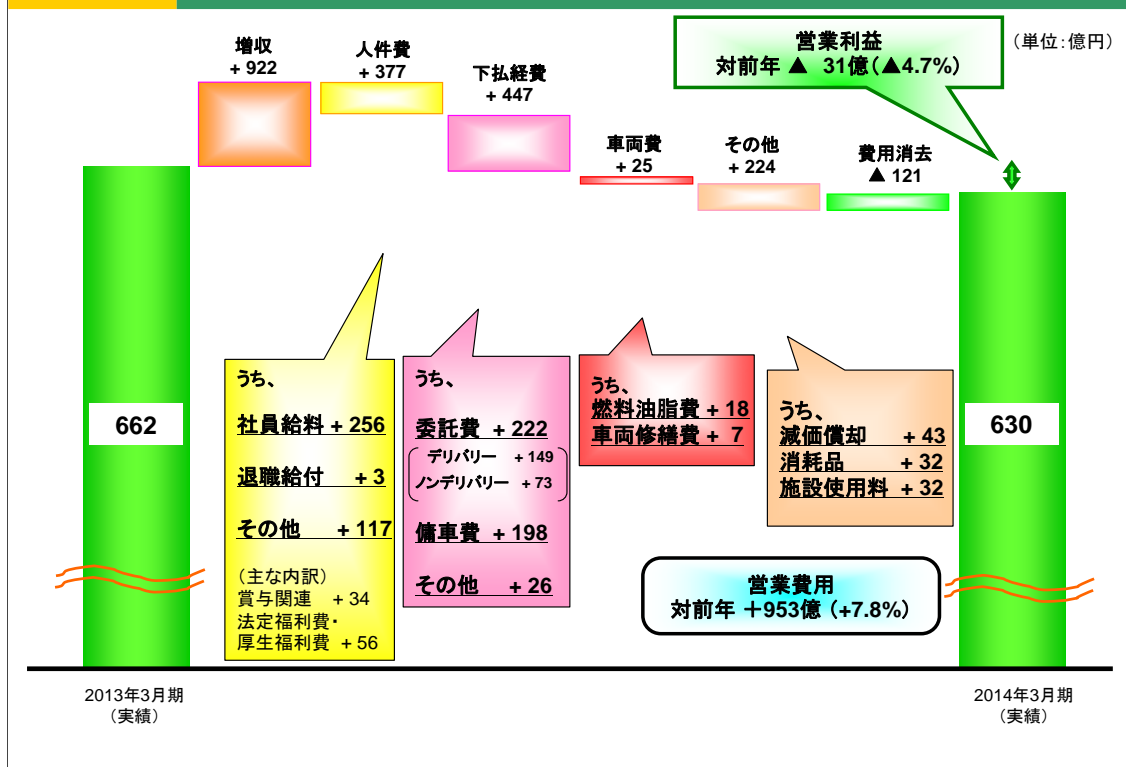 (単位:億円)
営業利益
対前年 ▲ 31億(▲4.7%)
増収
+ 922
人件費
+ 377
下払経費
+ 447
車両費
+ 25
その他
+ 224
費用消去
▲ 121
662
630
うち、
社員給料 + 256
退職給付 + 3
その他 + 117
(主な内訳)
賞与関連 + 34
法定福利費・
厚生福利費 + 56
うち、
委託費 + 222
デリバリー + 149
ノンデリバリー + 73
傭車費 + 198
その他 + 26
うち、
燃料油脂費 + 18
車両修繕費 + 7
うち、
減価償却 + 43
消耗品 + 32
施設使用料 + 32
営業費用
対前年 +953億 (+7.8%)
2013年3月期
(実績)
2014年3月期
(実績)